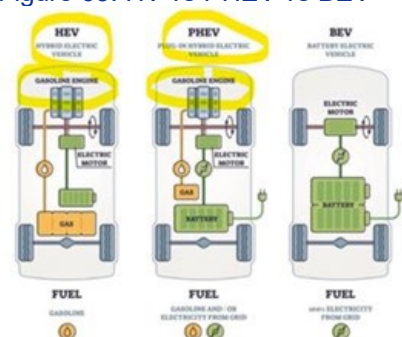 HEV
HYBRID ELECTRIC
VEHICLE
GASOLINE ENGINE
ELECTRIC
MOTOR
GAS
FUEL
GASOLINE
PHEV
PLUG-IN HYBRID ELECTRIC
VEHICLE
GASOLINE ENGINE
ELECTRIC
MOTOR
GAS
BATTERY
FUEL
GASOLINE AND / OR
ELECTRICITY FROM GRID
BEV
BATTERY ELECTRIC
VEHICLE
ELECTRIC
MOTOR
BATTERY
FUEL
100% ELECTRICITY
FROM GRID